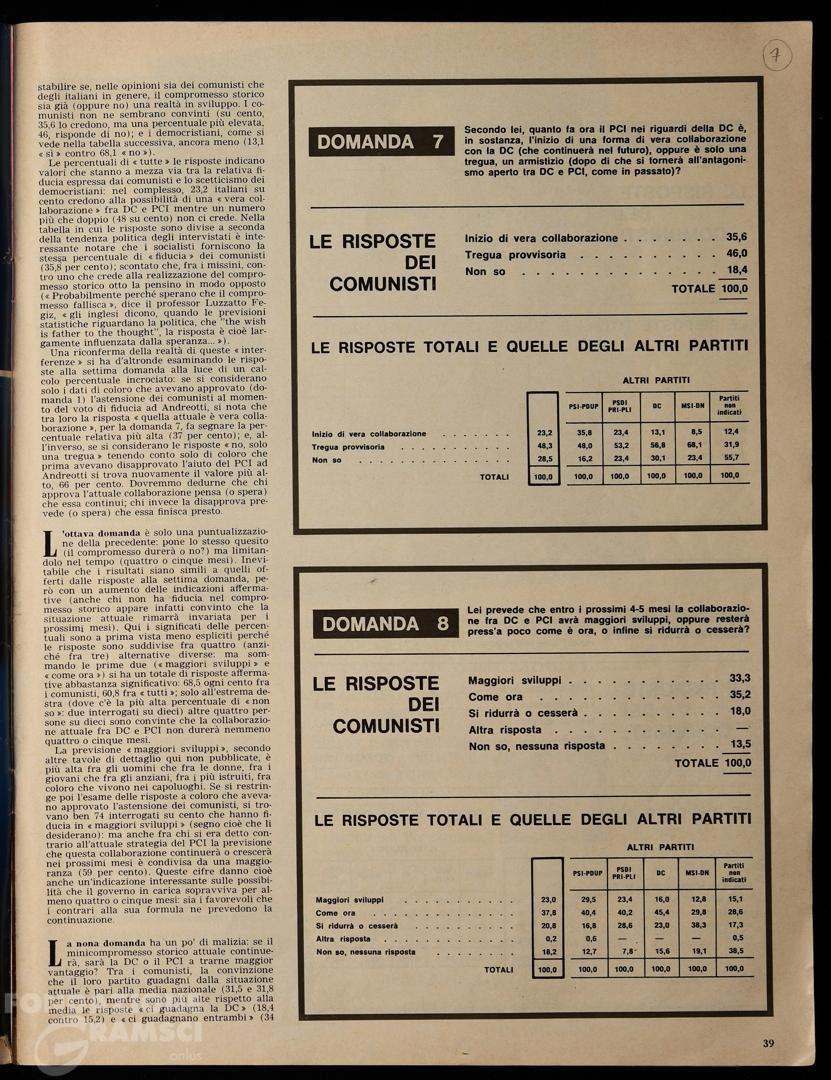 7
stabilire se, nelle opinioni sia dei comunisti che
degli italiani in genere, il compromesso storico
sia già (oppure no) una realtà in sviluppo. I co-
munisti non ne sembrano convinti (su cento,
35,6 lo credono, ma una percentuale più elevata,
46, risponde di no); e i democristiani, come si
vede nella tabella successiva, ancora meno (13,1
« sì » contro 68,1 « no »).
Le percentuali di « tutte » le risposte indicano
valori che stanno a mezza via tra la relativa fi-
ducia espressa dai comunisti e lo scetticismo dei
democristiani: nel complesso, 23,2 italiani su
cento credono alla possibilità di una « vera col-
laborazione » fra DC e PCI mentre un numero
più che doppio (48 su cento) non ci crede. Nella
tabella in cui le risposte sono divise a seconda
della tendenza politica degli intervistati è inte-
ressante notare che i socialisti forniscono la
stessa percentuale di « fiducia » dei comunisti
(35,8 per cento); scontato che, fra i missini, con-
tro uno che crede alla realizzazione del compro-
messo storico otto la pensino in modo opposto
(« Probabilmente perché sperano che il compro-
messo fallisca », dice il professor Luzzatto Fe-
giz, « gli inglesi dicono, quando le previsioni
statistiche riguardano la politica, che "the wish
is father to the thought", la risposta è cioè lar-
gamente influenzata dalla speranza... »).
Una riconferma della realtà di queste « inter-
ferenze » si ha d'altronde esaminando le rispo-
ste alla settima domanda alla luce di un cal-
colo percentuale incrociato: se si considerano
solo i dati di coloro che avevano approvato (do-
manda 1) l'astensione dei comunisti al momen-
to del voto di fiducia ad Andreotti, si nota che
tra loro la risposta « quella attuale è vera colla-
borazione », per la domanda 7, fa segnare la per-
centuale relativa più alta (37 per cento); e, al-
l'inverso, se si considerano le risposte « no, solo
una tregua » tenendo conto solo di coloro che
prima avevano disapprovato l'aiuto del PCI ad
Andreotti si trova nuovamente il valore più al-
to, 66 per cento. Dovremmo dedurne che chi
approva l'attuale collaborazione pensa (o spera)
che essa continui; chi invece la disapprova pre-
vede (o spera) che essa finisca presto.
L'ottava domanda è solo una puntualizzazio-
ne della precedente: pone lo stesso quesito
(il compromesso durerà o no?) ma limitan-
dolo nel tempo (quattro o cinque mesi). Inevi-
tabile che i risultati siano simili a quelli of-
ferti dalle risposte alla settima domanda, pe-
rò con un aumento delle indicazioni afferma-
tive (anche chi non ha fiducia nel compro-
messo storico appare infatti convinto che la
situazione attuale rimarrà invariata per i
prossimi mesi). Qui i significati delle percen-
tuali sono a prima vista meno espliciti perché
le risposte sono suddivise fra quattro (anzi-
ché fra tre) alternative diverse: ma som-
mando le prime due (« maggiori sviluppi » e
« come ora ») si ha un totale di risposte afferma-
tive abbastanza significativo: 68,5 ogni cento fra
i comunisti, 60,8 fra « tutti »; solo all'estrema de-
stra (dove c'è la più alta percentuale di « non
so »: due interrogati su dieci) altre quattro per-
sone su dieci sono convinte che la collaborazio-
ne attuale fra DC e PCI non durerà nemmeno
quattro o cinque mesi.
La previsione « maggiori sviluppi », secondo
altre tavole di dettaglio qui non pubblicate, è
più alta fra gli uomini che fra le donne, fra i
giovani che fra gli anziani, fra i più istruiti, fra
coloro che vivono nei capoluoghi. Se si restrin-
ge poi l'esame delle risposte a coloro che aveva-
no approvato l'astensione dei comunisti, si tro-
vano ben 74 interrogati su cento che hanno fi-
ducia in « maggiori sviluppi » (segno cioè che li
desiderano): ma anche fra chi si era detto con-
trario all'attuale strategia del PCI la previsione
che questa collaborazione continuerà o crescerà
nei prossimi mesi è condivisa da una maggio-
ranza (59 per cento). Queste cifre danno cioè
anche un'indicazione interessante sulle possibi-
lità che il governo in carica sopravviva per al-
meno quattro o cinque mesi: sia i favorevoli che
i contrari alla sua formula ne prevedono la
continuazione.
La nona domanda ha un po' di malizia: se il
minicompromesso storico attuale continue-
rà, sarà la DC o il PCI a trarne maggior
vantaggio? Tra i comunisti, la convinzione
che il loro partito guadagni dalla situazione
attuale è pari alla media nazionale (31,5 e 31,8
per cento), mentre sono più alte rispetto alla
media le risposte « ci guadagna la DC » (18,4
contro 15,2) e « ci guadagnano entrambi » (34
DOMANDA 7
Secondo lei, quanto fa ora il PCI nei riguardi della DC è,
in sostanza, l'inizio di una forma di vera collaborazione
con la DC (che continuerà nel futuro), oppure è solo una
tregua, un armistizio (dopo di che si tornerà all'antagoni-
smo aperto tra DC e PCI, come in passato)?
LE RISPOSTE
DEI
COMUNISTI
Inizio di vera collaborazione . . . . . . . 35,6
Tregua provvisoria . . . . . . . . . . 46,0
Non so . . . . . . . . . . . . . . 18,4
TOTALE 100,0
LE RISPOSTE TOTALI E QUELLE DEGLI ALTRI PARTITI
ALTRI PARTITI
PSI-PDUP PSDI PRI-PLI DC MSI-DN Partiti non indicati
Inizio di vera collaborazione . . . . . . . 23,2 35,8 23,4 13,1 8,5 12,4
Tregua provvisoria . . . . . . . . . . . 48,3 48,0 53,2 56,8 68,1 31,9
Non so . . . . . . . . . . . . . . . 28,5 16,2 23,4 30,1 23,4 55,7
TOTALI 100,0 100,0 100,0 100,0 100,0 100,0
DOMANDA 8
Lei prevede che entro i prossimi 4-5 mesi la collaborazio-
ne fra DC e PCI avrà maggiori sviluppi, oppure resterà
press'a poco come è ora, o infine si ridurrà o cesserà?
LE RISPOSTE
DEI
COMUNISTI
Maggiori sviluppi . . . . . . . . . . . 33,3
Come ora . . . . . . . . . . . . . 35,2
Si ridurrà o cesserà . . . . . . . . . . 18,0
Altra risposta . . . . . . . . . . . . —
Non so, nessuna risposta . . . . . . . . 13,5
TOTALE 100,0
LE RISPOSTE TOTALI E QUELLE DEGLI ALTRI PARTITI
ALTRI PARTITI
PSI-PDUP PSDI PRI-PLI DC MSI-DN Partiti non indicati
Maggiori sviluppi . . . . . . . . . . . 23,0 29,5 23,4 16,0 12,8 15,1
Come ora . . . . . . . . . . . . . . 37,8 40,4 40,2 45,4 29,8 28,6
Si ridurrà o cesserà . . . . . . . . . . 20,8 16,8 28,6 23,0 38,3 17,3
Altra risposta . . . . . . . . . . . . 0,2 0,6 — — — 0,5
Non so, nessuna risposta . . . . . . . . 18,2 12,7 7,8 15,6 19,1 38,5
TOTALI 100,0 100,0 100,0 100,0 100,0 100,0
39
GRAMSCI
onlus